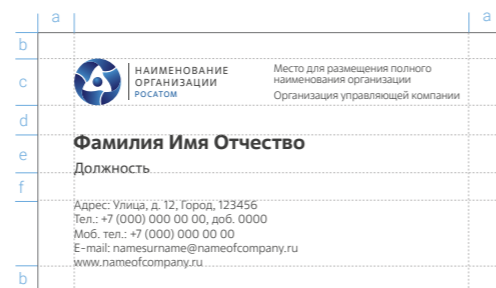 a a
b
c
d
e
f
b
НАИМЕНОВАНИЕ
ОРГАНИЗАЦИИ
РОСАТОМ
Место для размещения полного
наименования организации
Организация управляющей компании
Фамилия Имя Отчество
Должность
Адрес: Улица, д. 12, Город, 123456
Тел.: +7 (000) 000 00 00, доб. 0000
Моб. тел.: +7 (000) 000 00 00
E-mail: namesurname@nameofcompany.ru
www.nameofcompany.ru